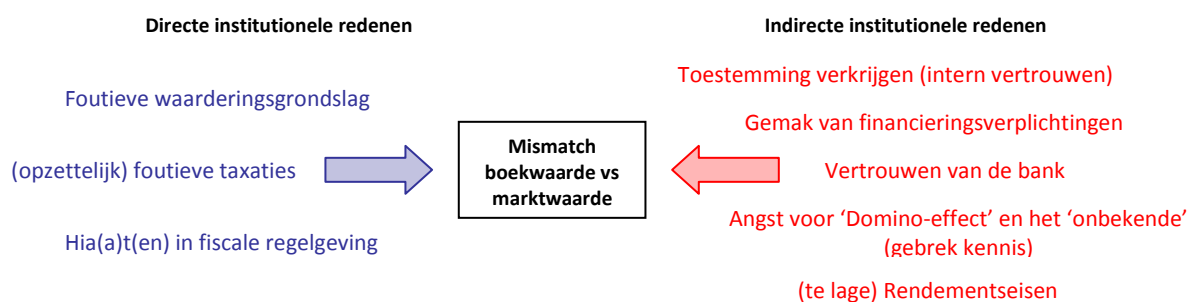 Directe institutionele redenen
Foutieve waarderingsgrondslag
(opzettelijk) foutieve taxaties
Hia(a)t(en) in fiscale regelgeving
Mismatch
boekwaarde vs
marktwaarde
Indirecte institutionele redenen
Toestemming verkrijgen (intern vertrouwen)
Gemak van financieringsverplichtingen
Vertrouwen van de bank
Angst voor ‘Domino-effect’ en het ‘onbekende’
(gebrek kennis)
(te lage) Rendementseisen